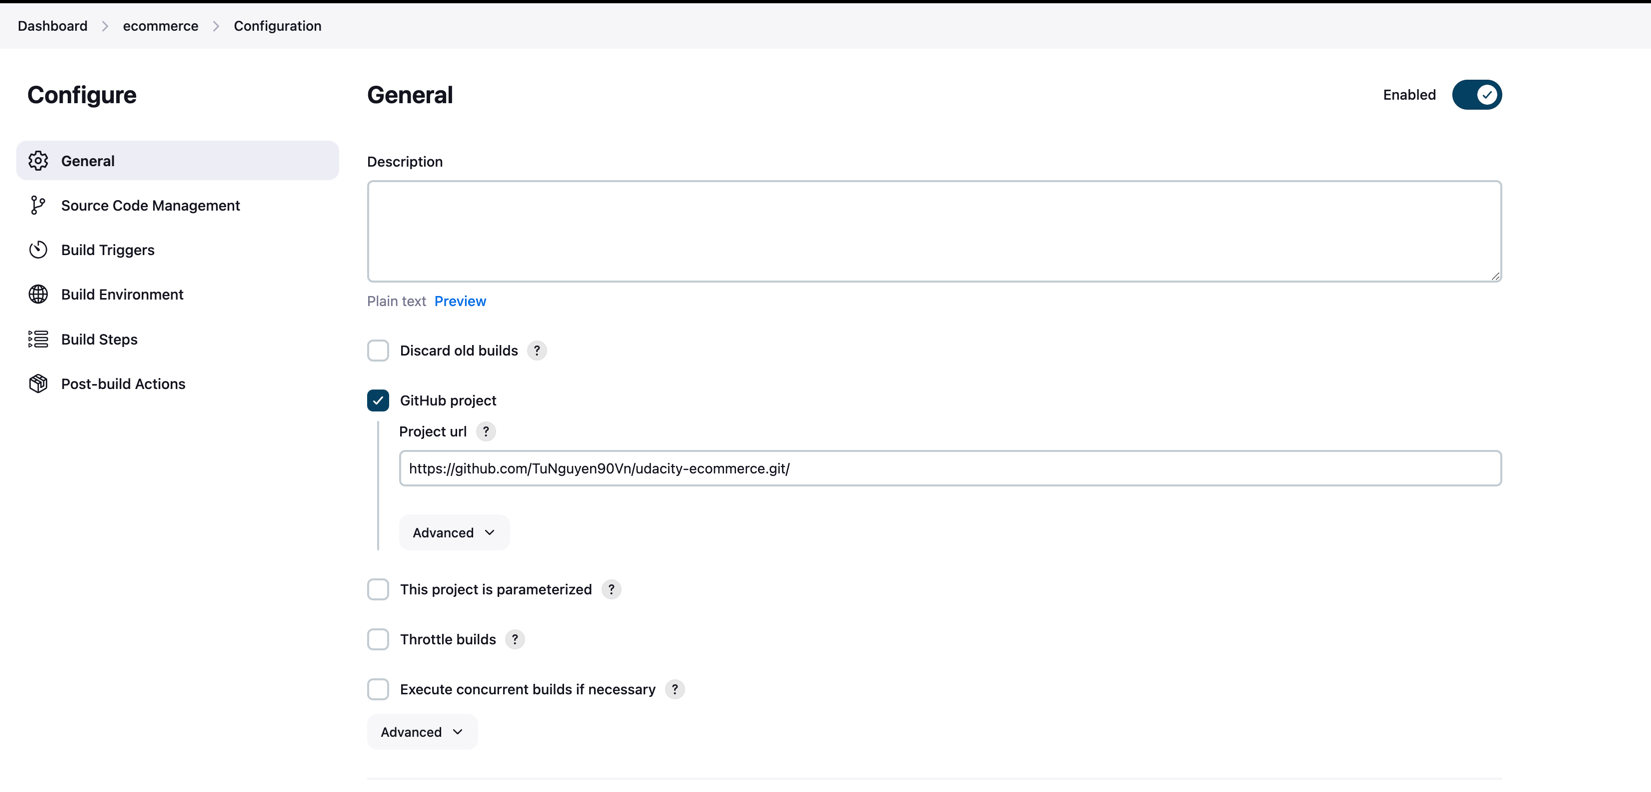 Dashboard ecommerce Configuration
Configure
General
Source Code Management
Build Triggers
Build Environment
Build Steps
Post-build Actions
General
Enabled
Description
Plain text Preview
Discard old builds ?
GitHub project
Project url ?
https://github.com/TuNguyen90Vn/udacity-ecommerce.git/
Advanced
This project is parameterized ?
Throttle builds ?
Execute concurrent builds if necessary ?
Advanced